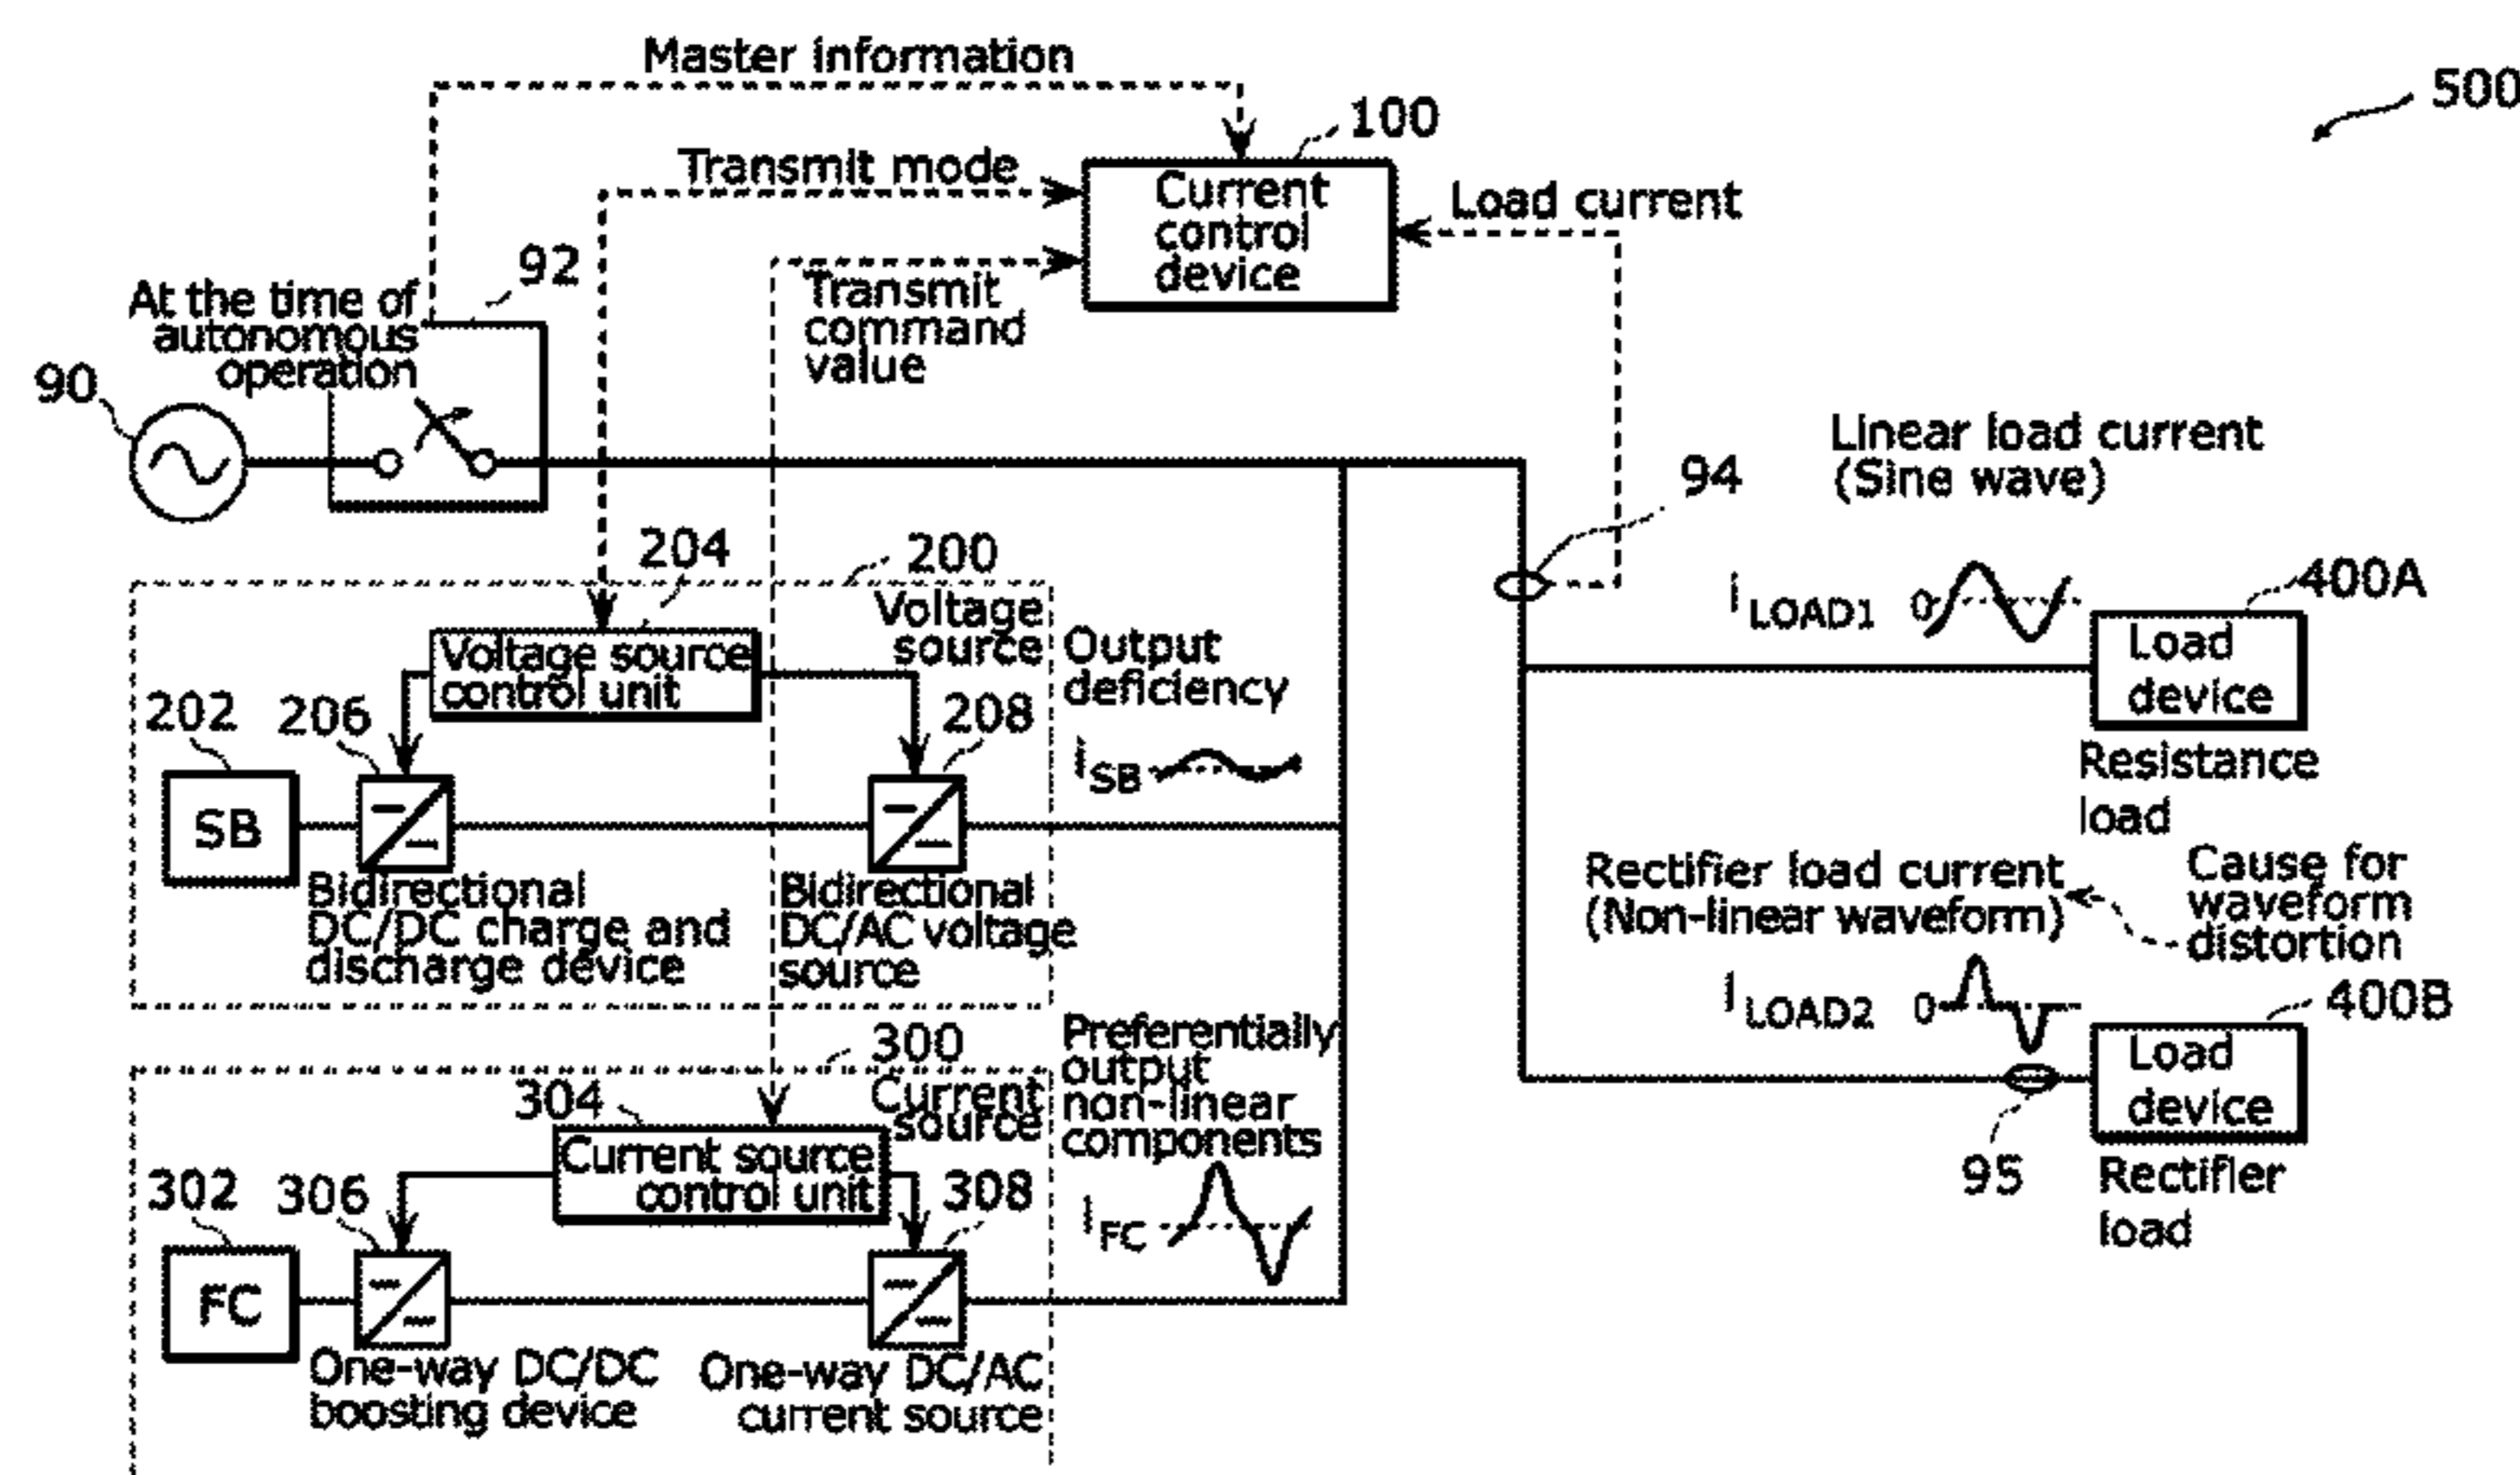 Master information
500
100
Transmit mode
Current
control
device
Load current
92
At the time of
autonomous
operation
Transmit
command
value
90
Linear load current
(Sine wave)
94
204
200
Voltage
source
400A
i LOAD1
0
Load
device
Resistance
load
Voltage source
control unit
Output
deficiency
202
206
208
i SB
SB
Bidirectional
DC/DC charge and
discharge device
Bidirectional
DC/AC voltage
source
Rectifier load current
(Non-linear waveform)
Cause for
waveform
distortion
i LOAD2
0
400B
Load
device
95
Rectifier
load
300
Current
source
304
Preferentially
output
non-linear
components
Current source
control unit
302
306
308
i FC
FC
One-way DC/DC
boosting device
One-way DC/AC
current source